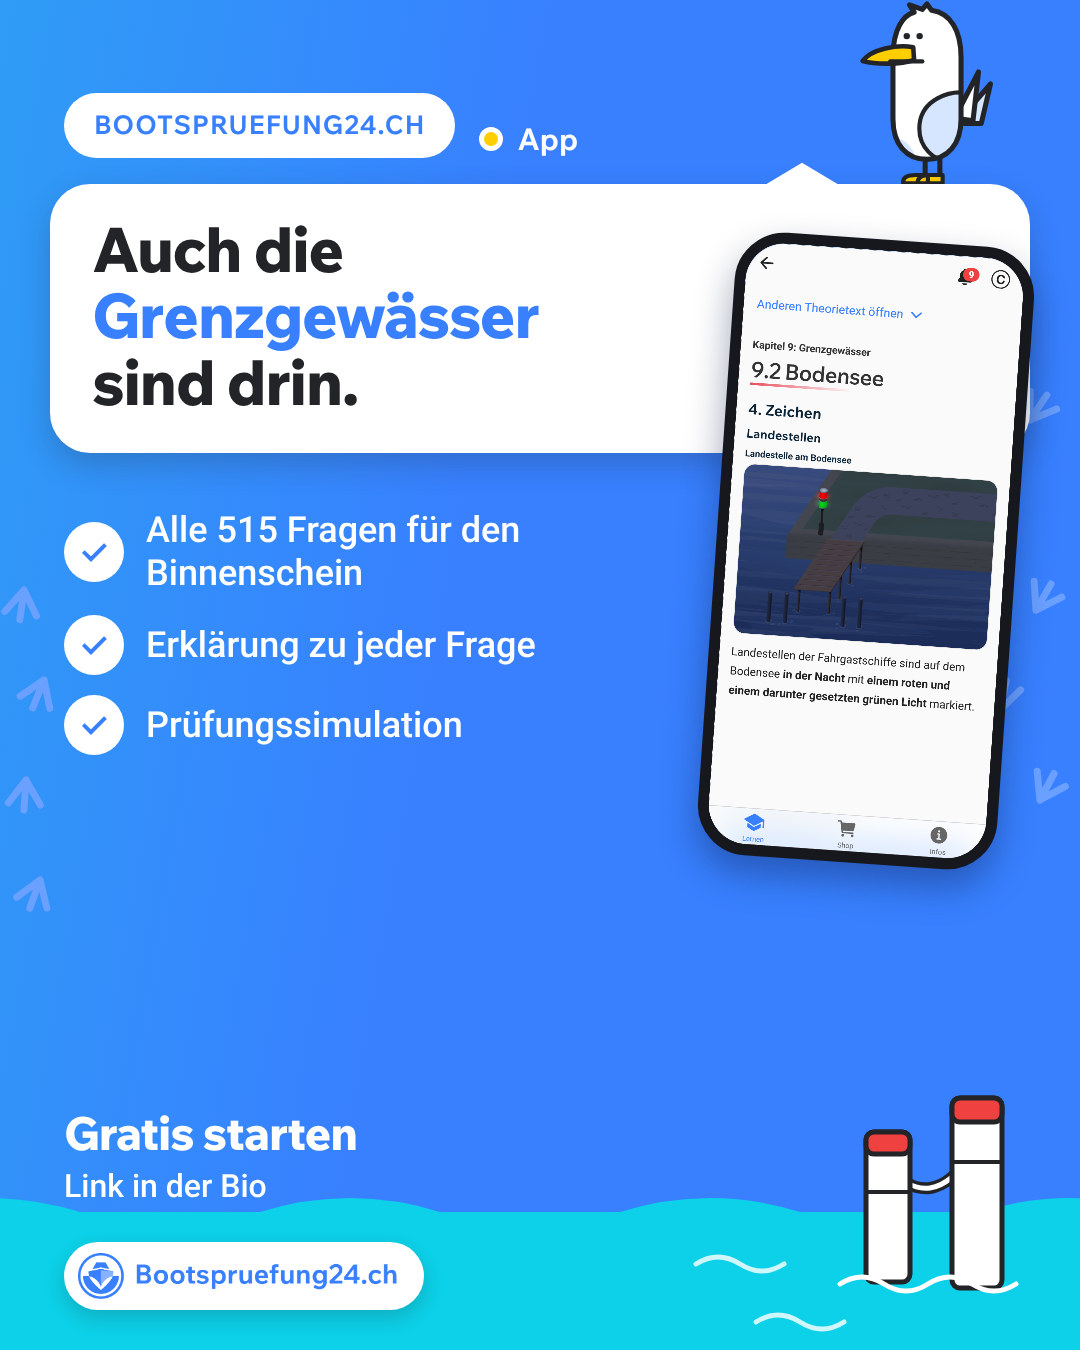 BOOTSPRUEFUNG24.CH
App
Auch die
Grenzgewässer
sind drin.
9
C
Anderen Theorietext öffnen
Kapitel 9: Grenzgewässer
9.2 Bodensee
4. Zeichen
Landestellen
Landestelle am Bodensee
Landestellen der Fahrgastschiffe sind auf dem
Bodensee in der Nacht mit einem roten und
einem darunter gesetzten grünen Licht markiert.
Lernen
Shop
Infos
Alle 515 Fragen für den
Binnenschein
Erklärung zu jeder Frage
Prüfungssimulation
Gratis starten
Link in der Bio
Bootspruefung24.ch